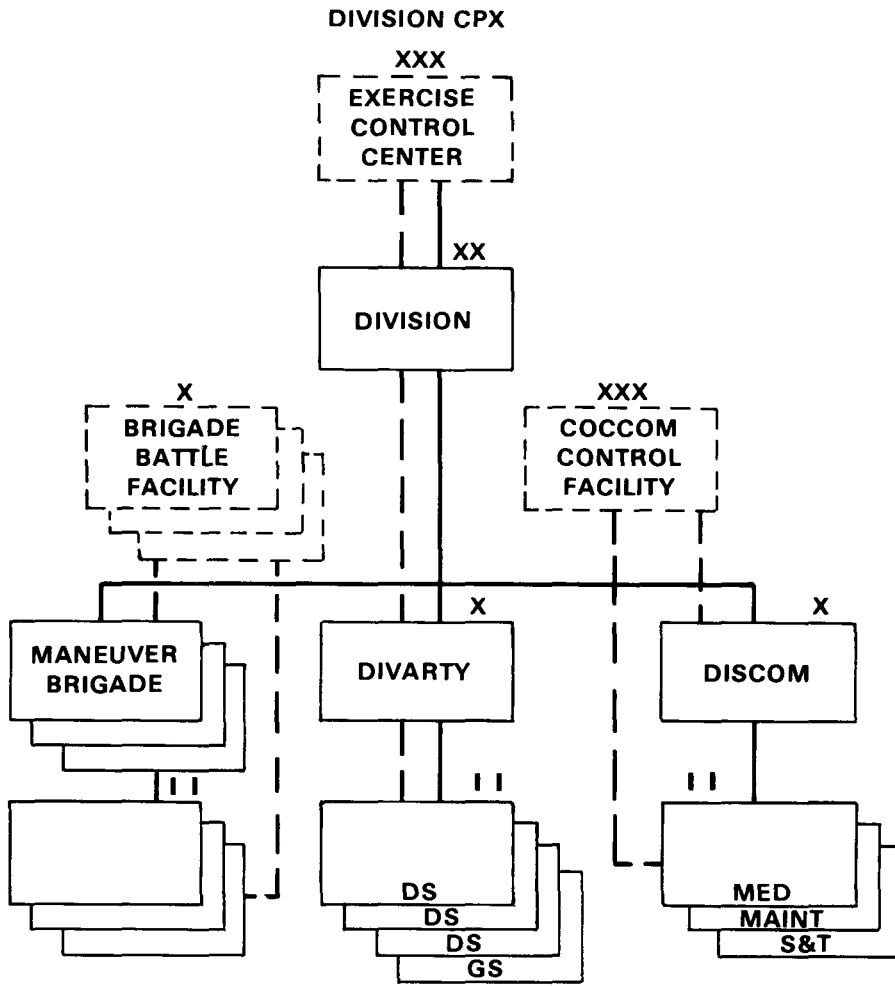 DIVISION CPX
XXX
EXERCISE
CONTROL
CENTER
XX
DIVISION
X
BRIGADE
BATTLE
FACILITY
XXX
COCCOM
CONTROL
FACILITY
MANEUVER
BRIGADE
X
DIVARTY
X
DISCOM
I I
I I
DS
DS
DS
GS
I I
MED
MAINT
S&T